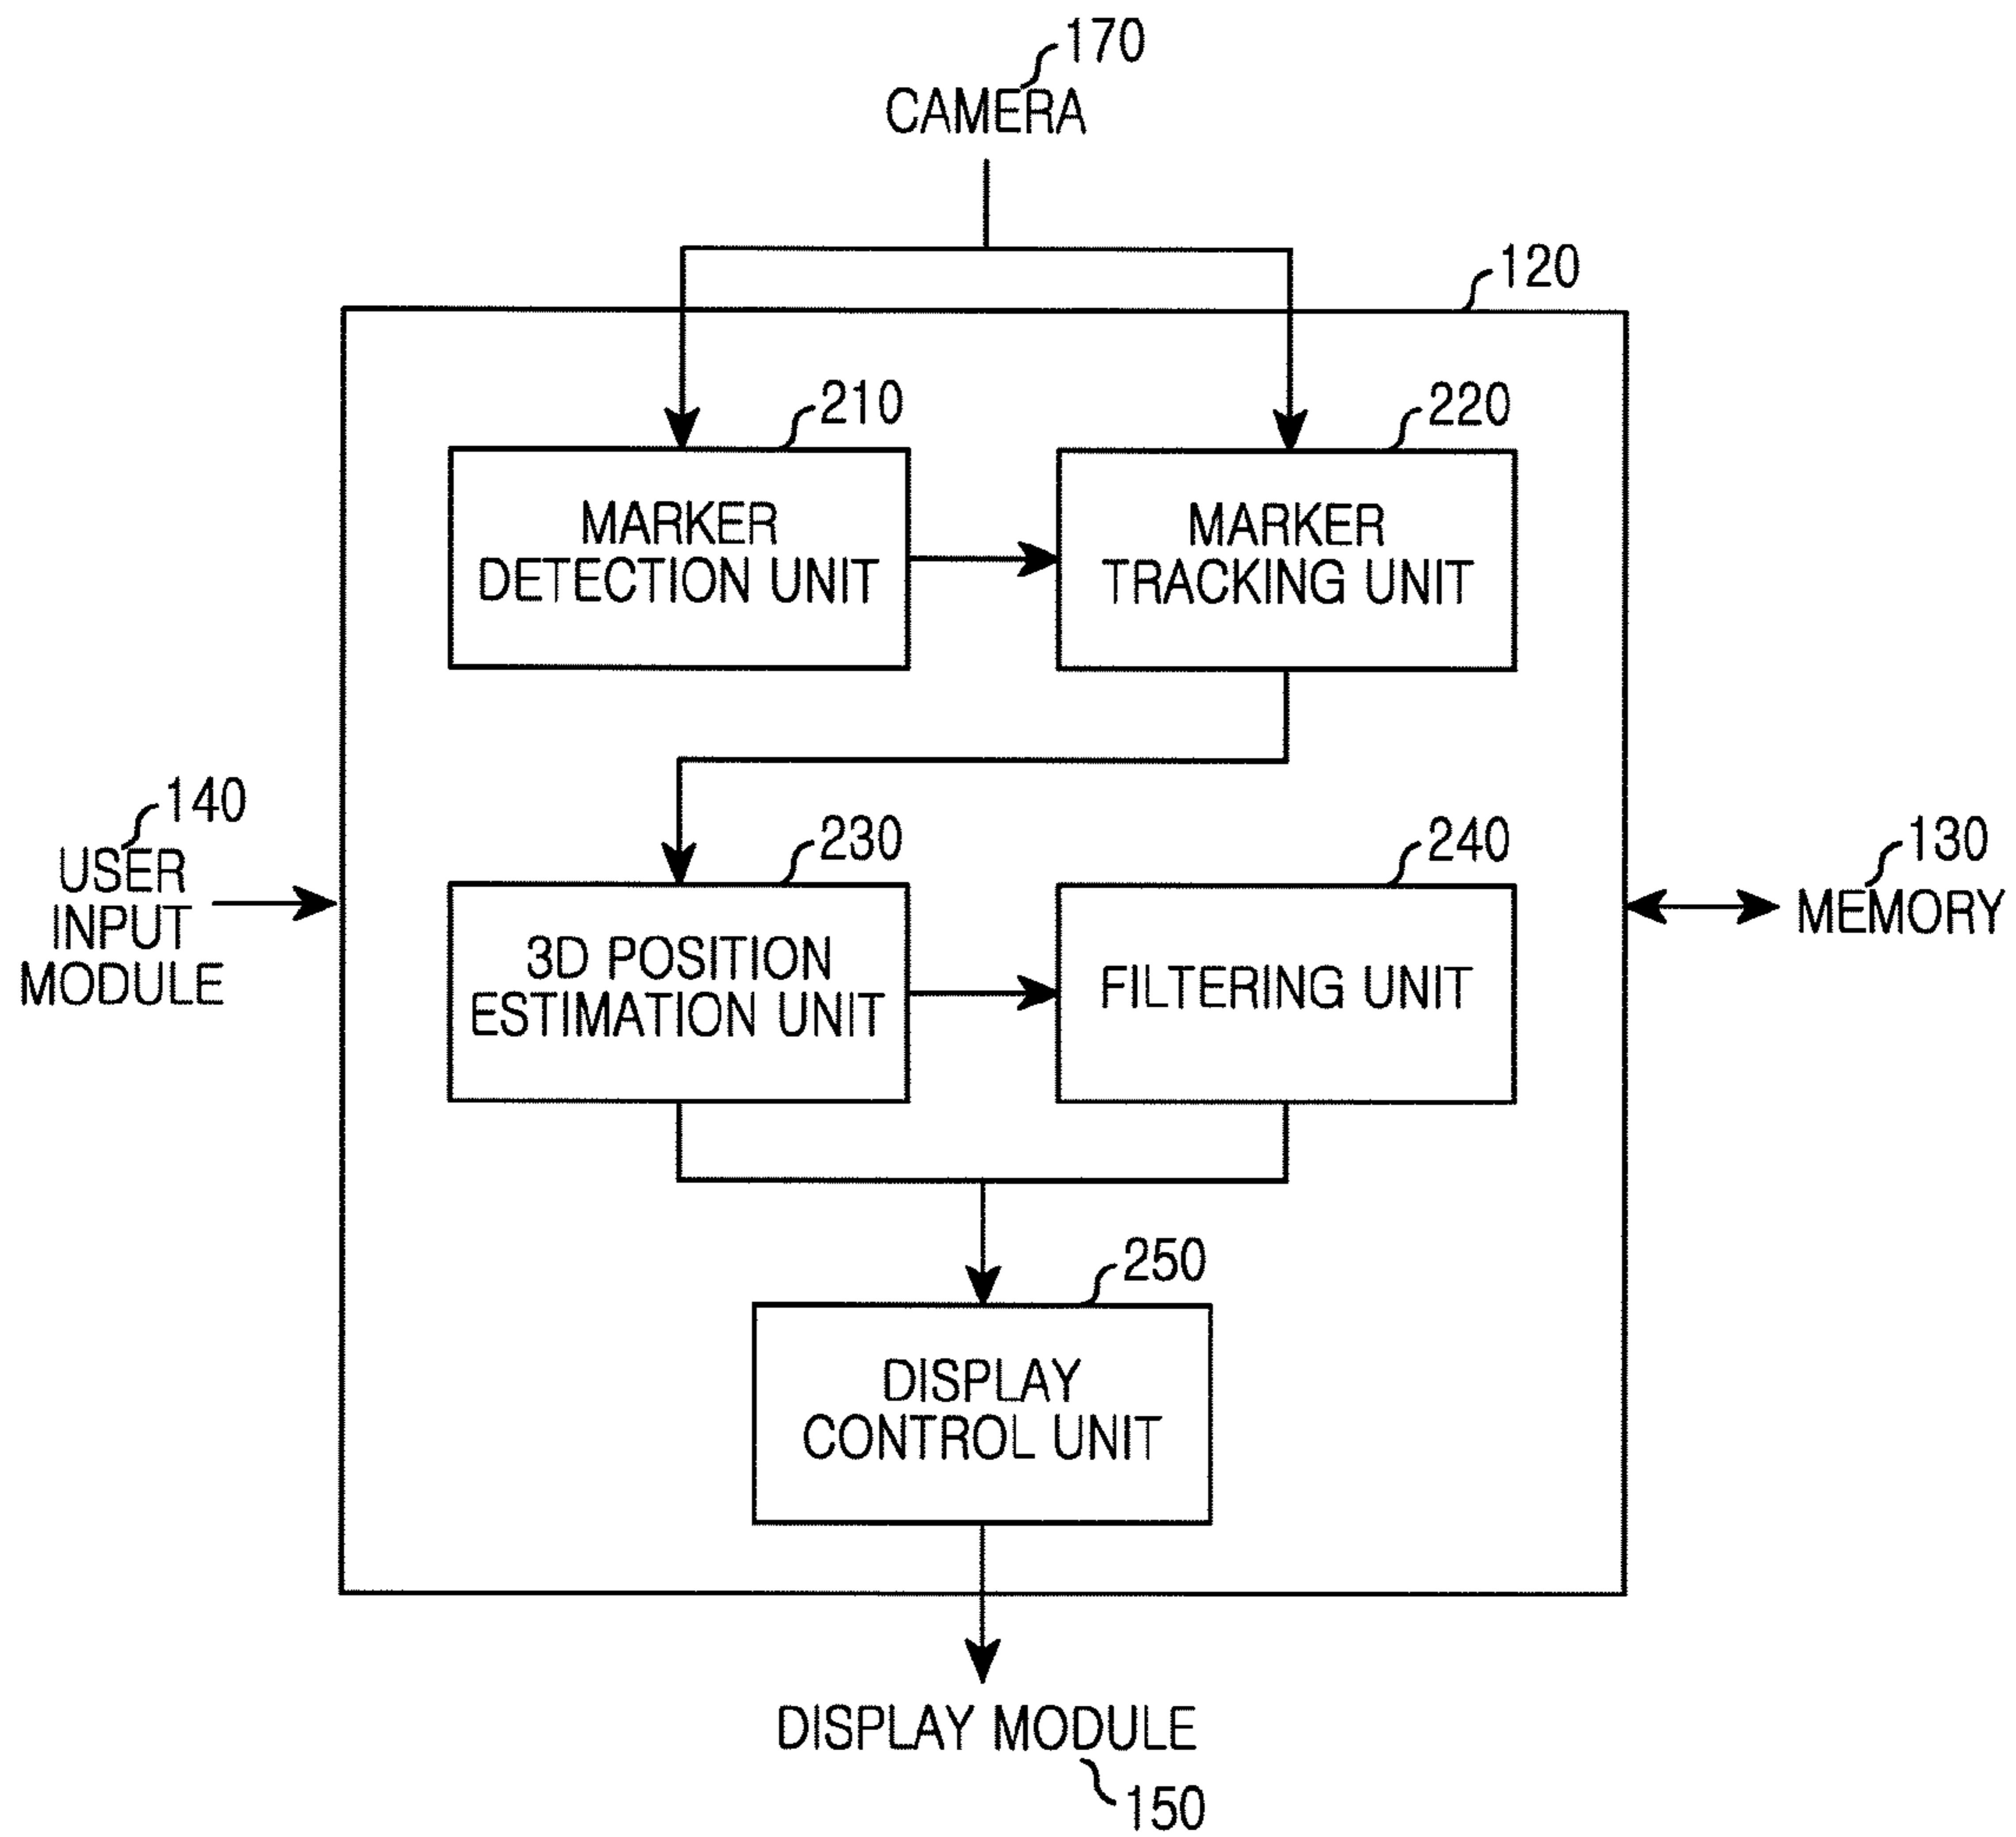 170
CAMERA
120
210
220
MARKER
DETECTION UNIT
MARKER
TRACKING UNIT
140
USER
INPUT
MODULE
230
240
130
MEMORY
3D POSITION
ESTIMATION UNIT
FILTERING UNIT
250
DISPLAY
CONTROL UNIT
DISPLAY MODULE
150